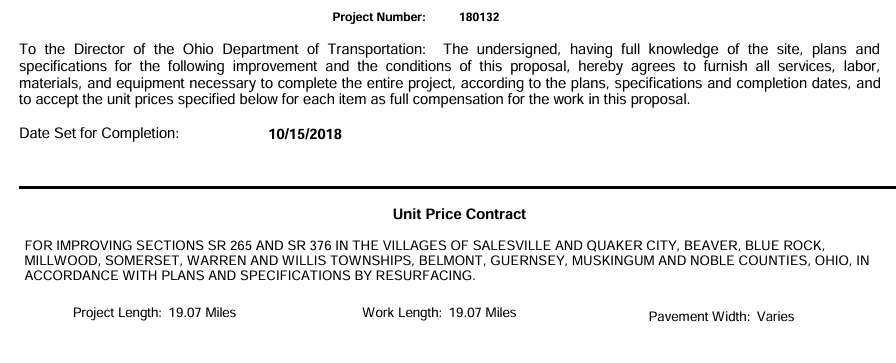 Project Number: 180132
To the Director of the Ohio Department of Transportation: The undersigned, having full knowledge of the site, plans and
specifications for the following improvement and the conditions of this proposal, hereby agrees to furnish all services, labor,
materials, and equipment necessary to complete the entire project, according to the plans, specifications and completion dates, and
to accept the unit prices specified below for each item as full compensation for the work in this proposal.
Date Set for Completion: 10/15/2018
Unit Price Contract
FOR IMPROVING SECTIONS SR 265 AND SR 376 IN THE VILLAGES OF SALESVILLE AND QUAKER CITY, BEAVER, BLUE ROCK,
MILLWOOD, SOMERSET, WARREN AND WILLIS TOWNSHIPS, BELMONT, GUERNSEY, MUSKINGUM AND NOBLE COUNTIES, OHIO, IN
ACCORDANCE WITH PLANS AND SPECIFICATIONS BY RESURFACING.
Project Length: 19.07 Miles Work Length: 19.07 Miles Pavement Width: Varies